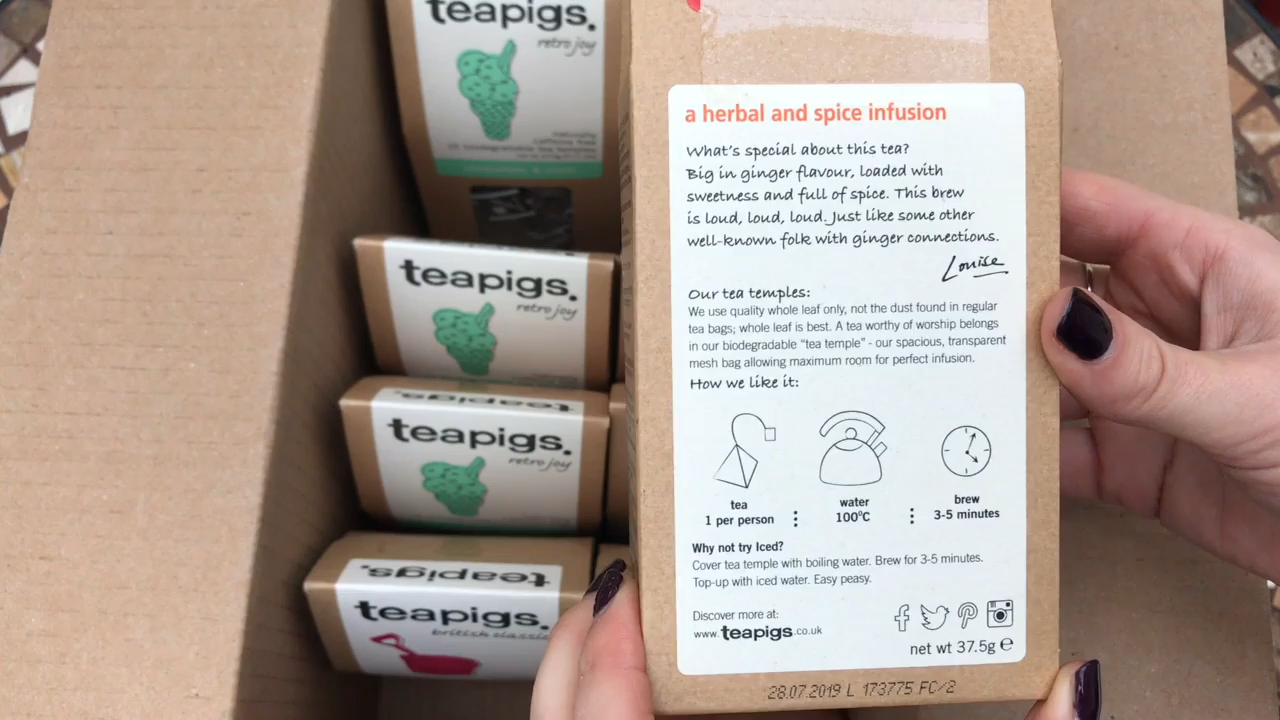 teapigs.
retro joy
naturally
caffeine free
teapigs.
retro joy
teapigs.
teapigs.
retro joy
teapigs.
teapigs.
british classic
a herbal and spice infusion
What's special about this tea?
Big in ginger flavour, loaded with
sweetness and full of spice. This brew
is loud, loud, loud. Just like some other
well-known folk with ginger connections.
Louise
Our tea temples:
We use quality whole leaf only, not the dust found in regular
tea bags; whole leaf is best. A tea worthy of worship belongs
in our biodegradable "tea temple" - our spacious, transparent
mesh bag allowing maximum room for perfect infusion.
How we like it:
tea
1 per person
water
100°C
brew
3-5 minutes
Why not try Iced?
Cover tea temple with boiling water. Brew for 3-5 minutes.
Top-up with iced water. Easy peasy.
Discover more at:
www.teapigs.co.uk
net wt 37.5g e
28.07.2019 L 173775 FC/2